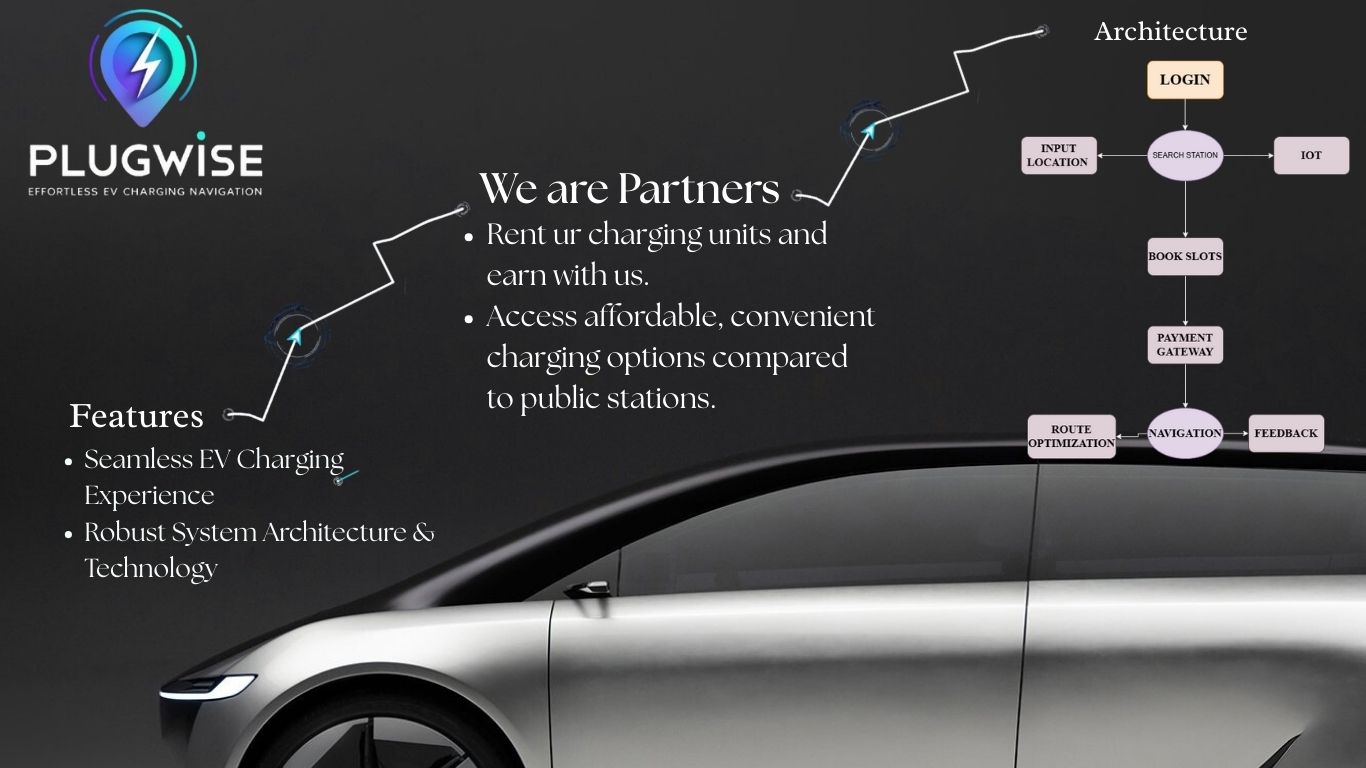 PLUGWISE
EFFORTLESS EV CHARGING NAVIGATION
We are Partners
Rent ur charging units and
earn with us.
Access affordable, convenient
charging options compared
to public stations.
Features
Seamless EV Charging
Experience
Robust System Architecture &
Technology
Architecture
LOGIN
INPUT
LOCATION
SEARCH STATION
IOT
BOOK SLOTS
PAYMENT
GATEWAY
ROUTE
OPTIMIZATION
NAVIGATION
FEEDBACK